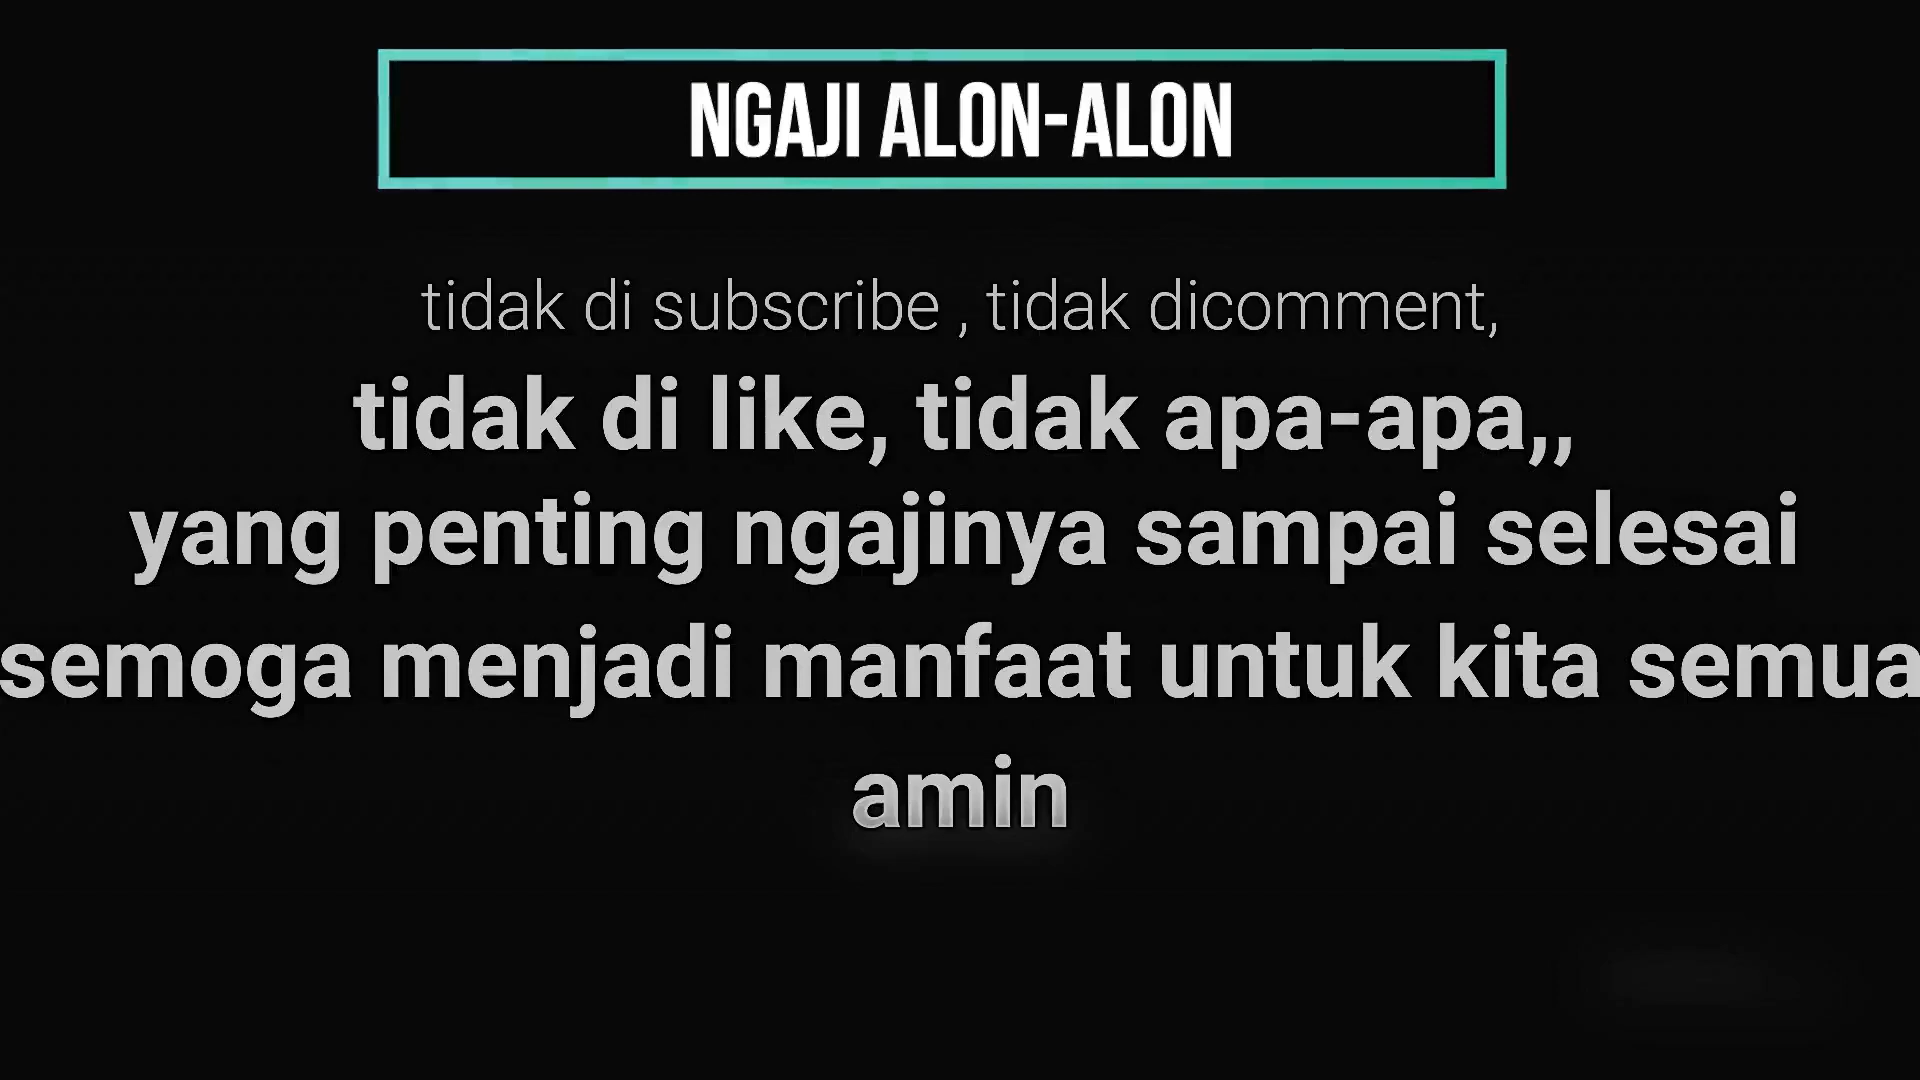 NGAJI ALON-ALON
tidak di subscribe , tidak dicomment,
tidak di like, tidak apa-apa,,
yang penting ngajinya sampai selesai
semoga menjadi manfaat untuk kita semua
amin